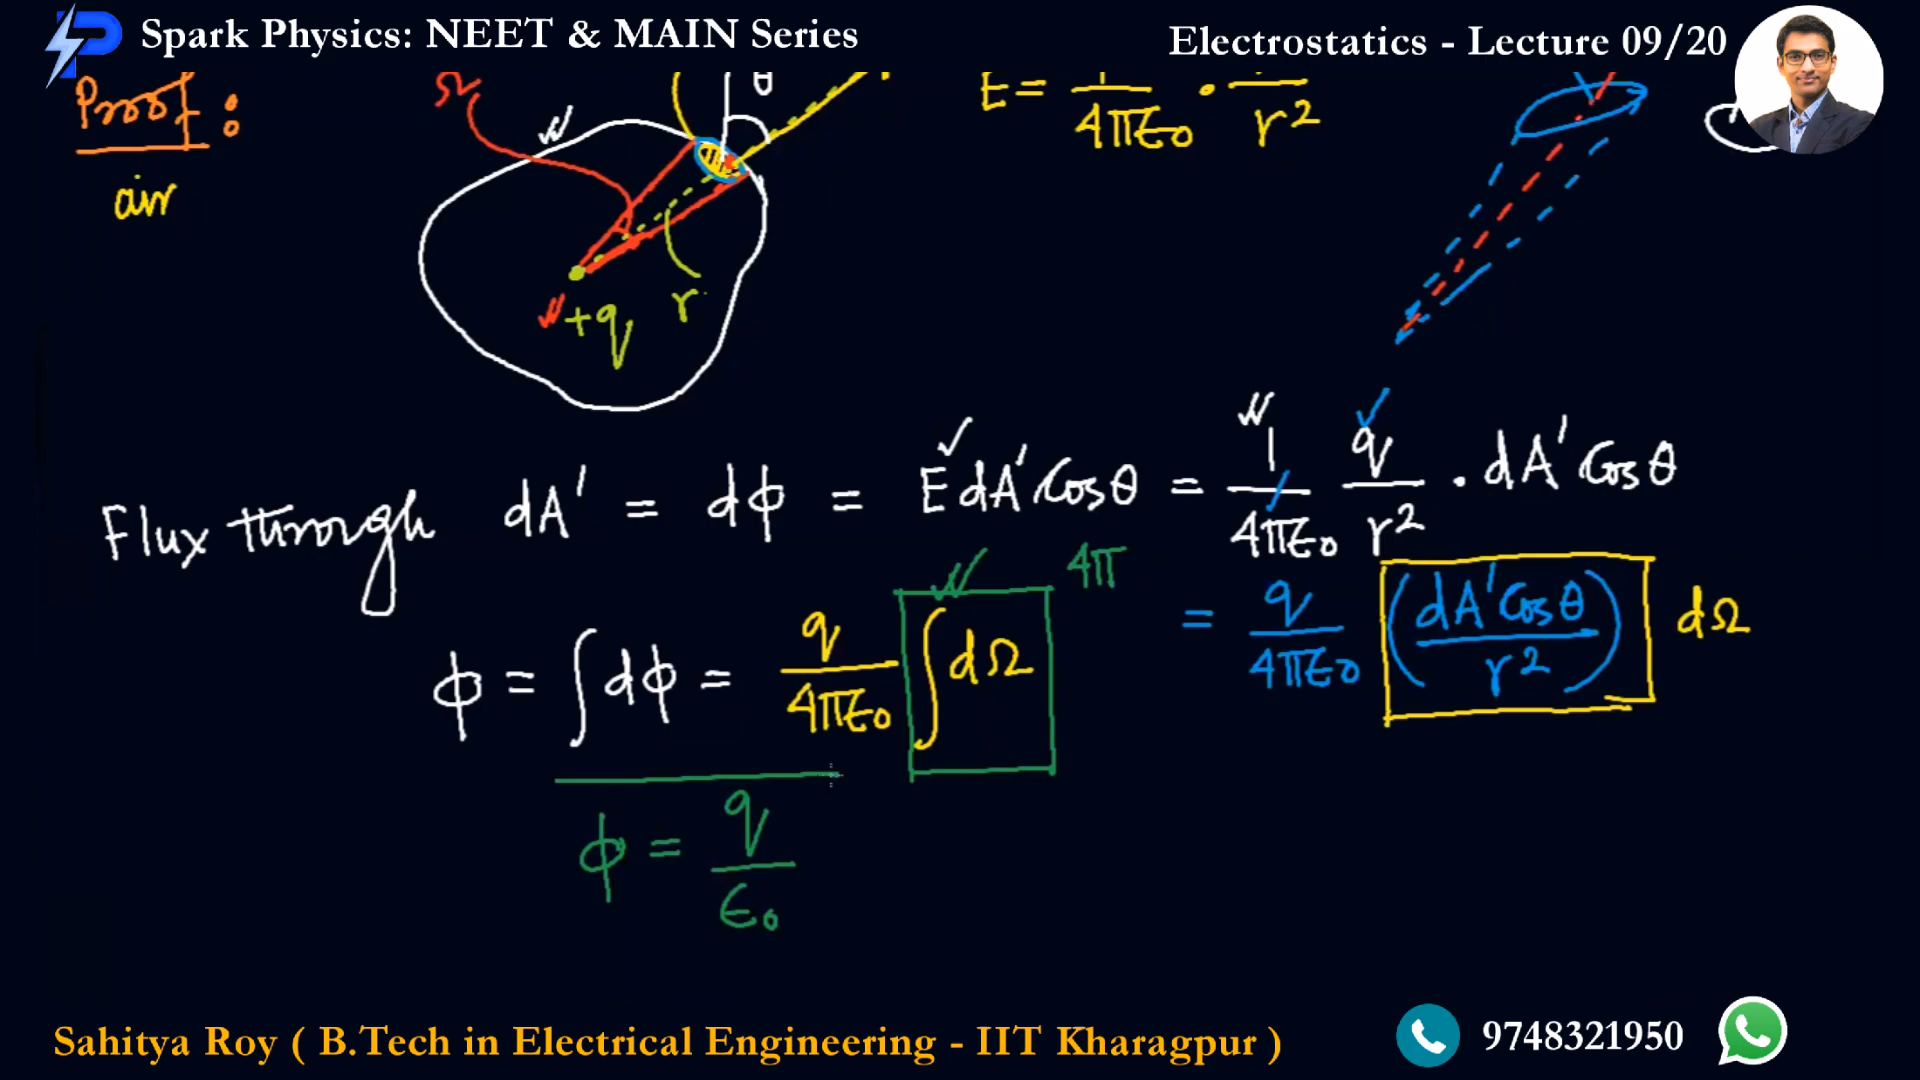 Spark Physics: NEET & MAIN Series
Electrostatics - Lecture 09/20
Proof :
air
Ω
θ
+q
r
E = 1/4πε₀ · /r²
Flux through dA' = dϕ = E dA' Cosθ = 1/4πε₀ q/r² . dA' Cosθ
= q/4πε₀ (dA' Cosθ/r²) dΩ
4π
ϕ = ∫dϕ = q/4πε₀ ∫dΩ
ϕ = q/ε₀
Sahitya Roy ( B.Tech in Electrical Engineering - IIT Kharagpur )
9748321950